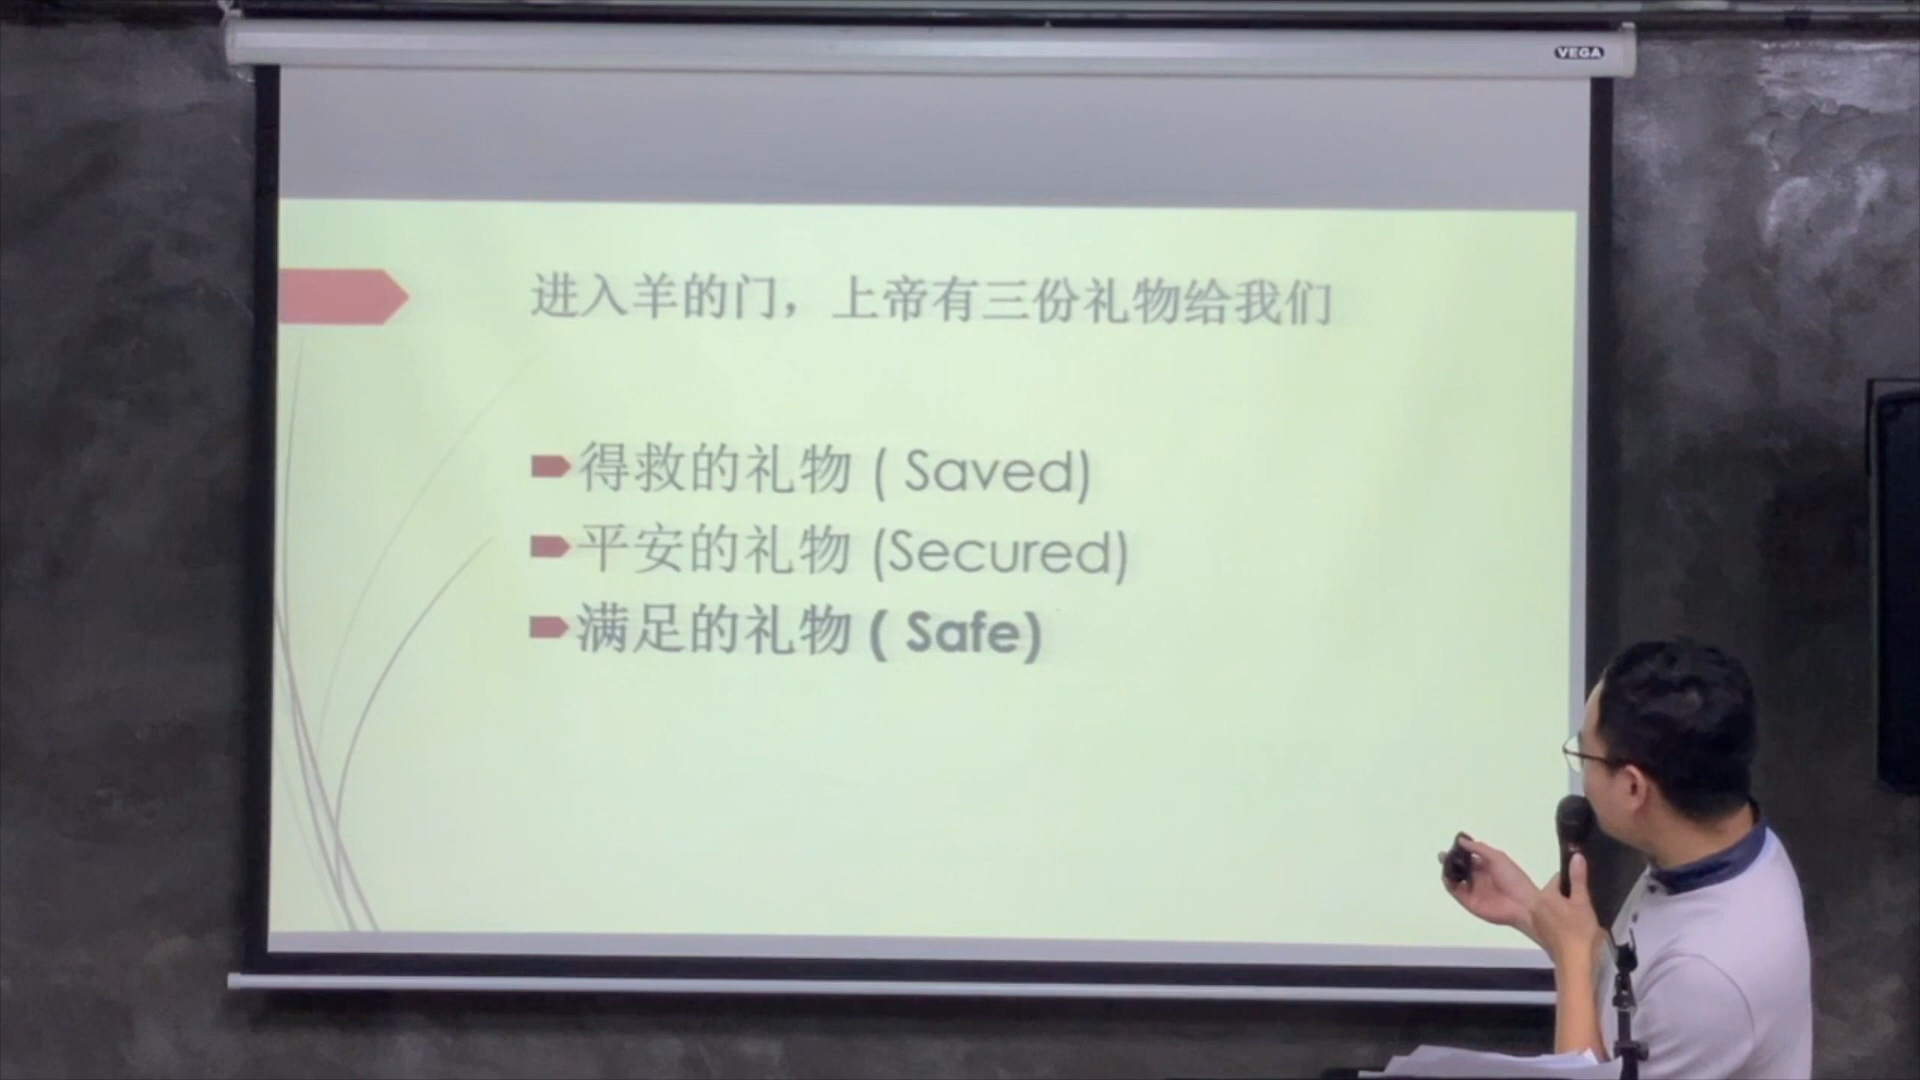 VEGA
进入羊的门，上帝有三份礼物给我们
得救的礼物 ( Saved)
平安的礼物 (Secured)
满足的礼物 ( Safe)